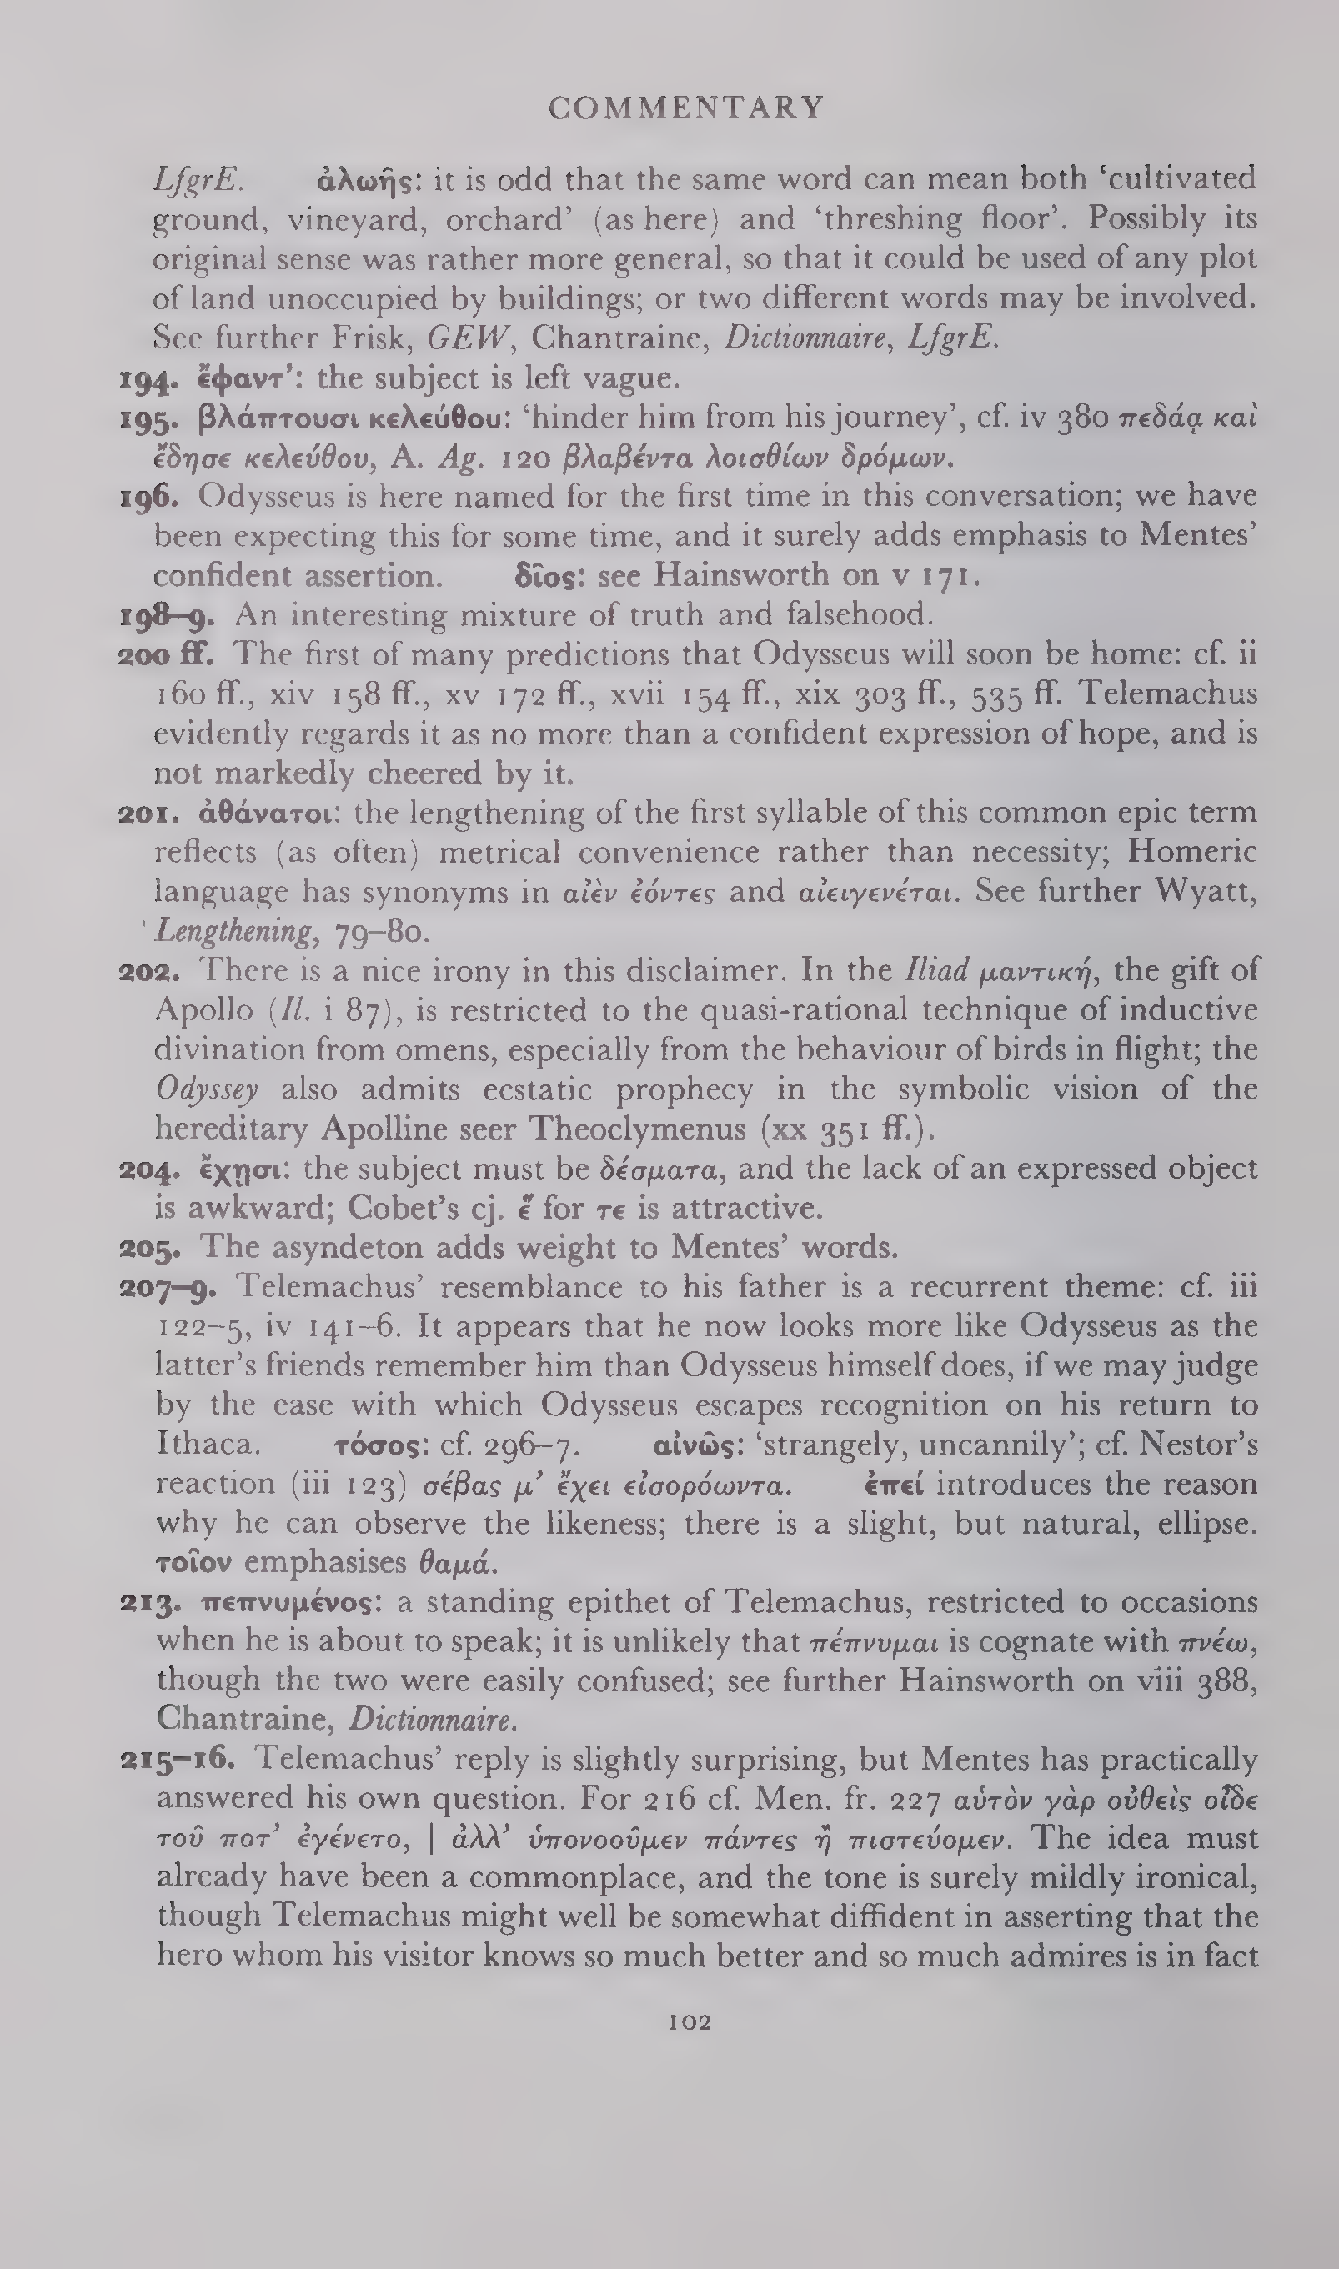 COMMENTARY
LfgrE. ἀλωῆς: it is odd that the same word can mean both ‘cultivated
ground, vineyard, orchard’ (as here) and ‘threshing floor’. Possibly its
original sense was rather more general, so that it could be used of any plot
of land unoccupied by buildings; or two different words may be involved.
See further Frisk, GEW, Chantraine, Dictionnaire, LfgrE.
194. ἔφαντ’: the subject is left vague.
195. βλάπτουσι κελεύθου: ‘hinder him from his journey’, cf. iv 380 πεδάᾳ καὶ
ἔδησε κελεύθου, A. Ag. 120 βλαβέντα λοισθίων δρόμων.
196. Odysseus is here named for the first time in this conversation; we have
been expecting this for some time, and it surely adds emphasis to Mentes’
confident assertion. δῖος: see Hainsworth on v 171.
198–9. An interesting mixture of truth and falsehood.
200 ff. The first of many predictions that Odysseus will soon be home: cf. ii
160 ff., xiv 158 ff., xv 172 ff., xvii 154 ff., xix 303 ff., 535 ff. Telemachus
evidently regards it as no more than a confident expression of hope, and is
not markedly cheered by it.
201. ἀθάνατοι: the lengthening of the first syllable of this common epic term
reflects (as often) metrical convenience rather than necessity; Homeric
language has synonyms in αἰὲν ἐόντες and αἰειγενέται. See further Wyatt,
Lengthening, 79–80.
202. There is a nice irony in this disclaimer. In the Iliad μαντική, the gift of
Apollo (Il. i 87), is restricted to the quasi-rational technique of inductive
divination from omens, especially from the behaviour of birds in flight; the
Odyssey also admits ecstatic prophecy in the symbolic vision of the
hereditary Apolline seer Theoclymenus (xx 351 ff.).
204. ἔχῃσι: the subject must be δέσματα, and the lack of an expressed object
is awkward; Cobet’s cj. ἕ for τε is attractive.
205. The asyndeton adds weight to Mentes’ words.
207–9. Telemachus’ resemblance to his father is a recurrent theme: cf. iii
122–5, iv 141–6. It appears that he now looks more like Odysseus as the
latter’s friends remember him than Odysseus himself does, if we may judge
by the ease with which Odysseus escapes recognition on his return to
Ithaca. τόσος: cf. 296–7. αἰνῶς: ‘strangely, uncannily’; cf. Nestor’s
reaction (iii 123) σέβας μ’ ἔχει εἰσορόωντα. ἐπεί introduces the reason
why he can observe the likeness; there is a slight, but natural, ellipse.
τοῖον emphasises θαμά.
213. πεπνυμένος: a standing epithet of Telemachus, restricted to occasions
when he is about to speak; it is unlikely that πέπνυμαι is cognate with πνέω,
though the two were easily confused; see further Hainsworth on viii 388,
Chantraine, Dictionnaire.
215–16. Telemachus’ reply is slightly surprising, but Mentes has practically
answered his own question. For 216 cf. Men. fr. 227 αὑτὸν γὰρ οὐθεὶς οἶδε
τοῦ ποτ’ ἐγένετο, | ἀλλ’ ὑπονοοῦμεν πάντες ἢ πιστεύομεν. The idea must
already have been a commonplace, and the tone is surely mildly ironical,
though Telemachus might well be somewhat diffident in asserting that the
hero whom his visitor knows so much better and so much admires is in fact
102